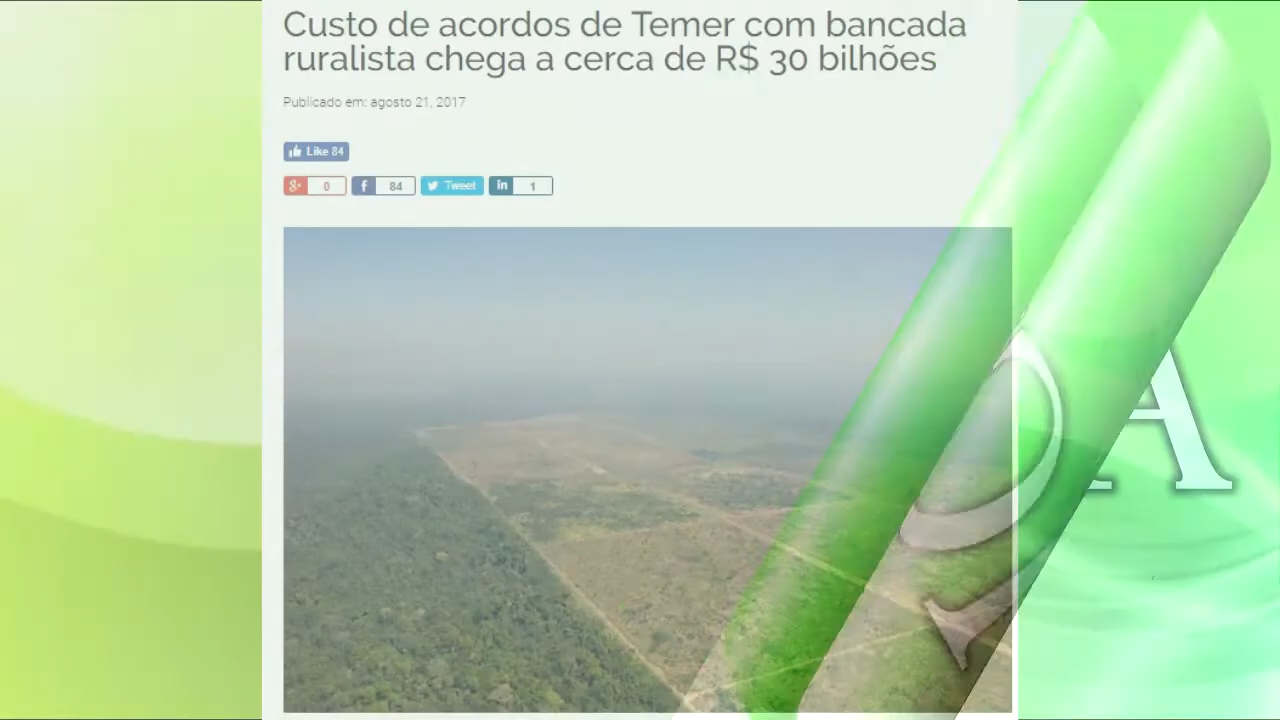 Custo de acordos de Temer com bancada
ruralista chega a cerca de R$ 30 bilhões
Publicado em: agosto 21, 2017
Like 84
g+ 0 f 84 Tweet in 1
A